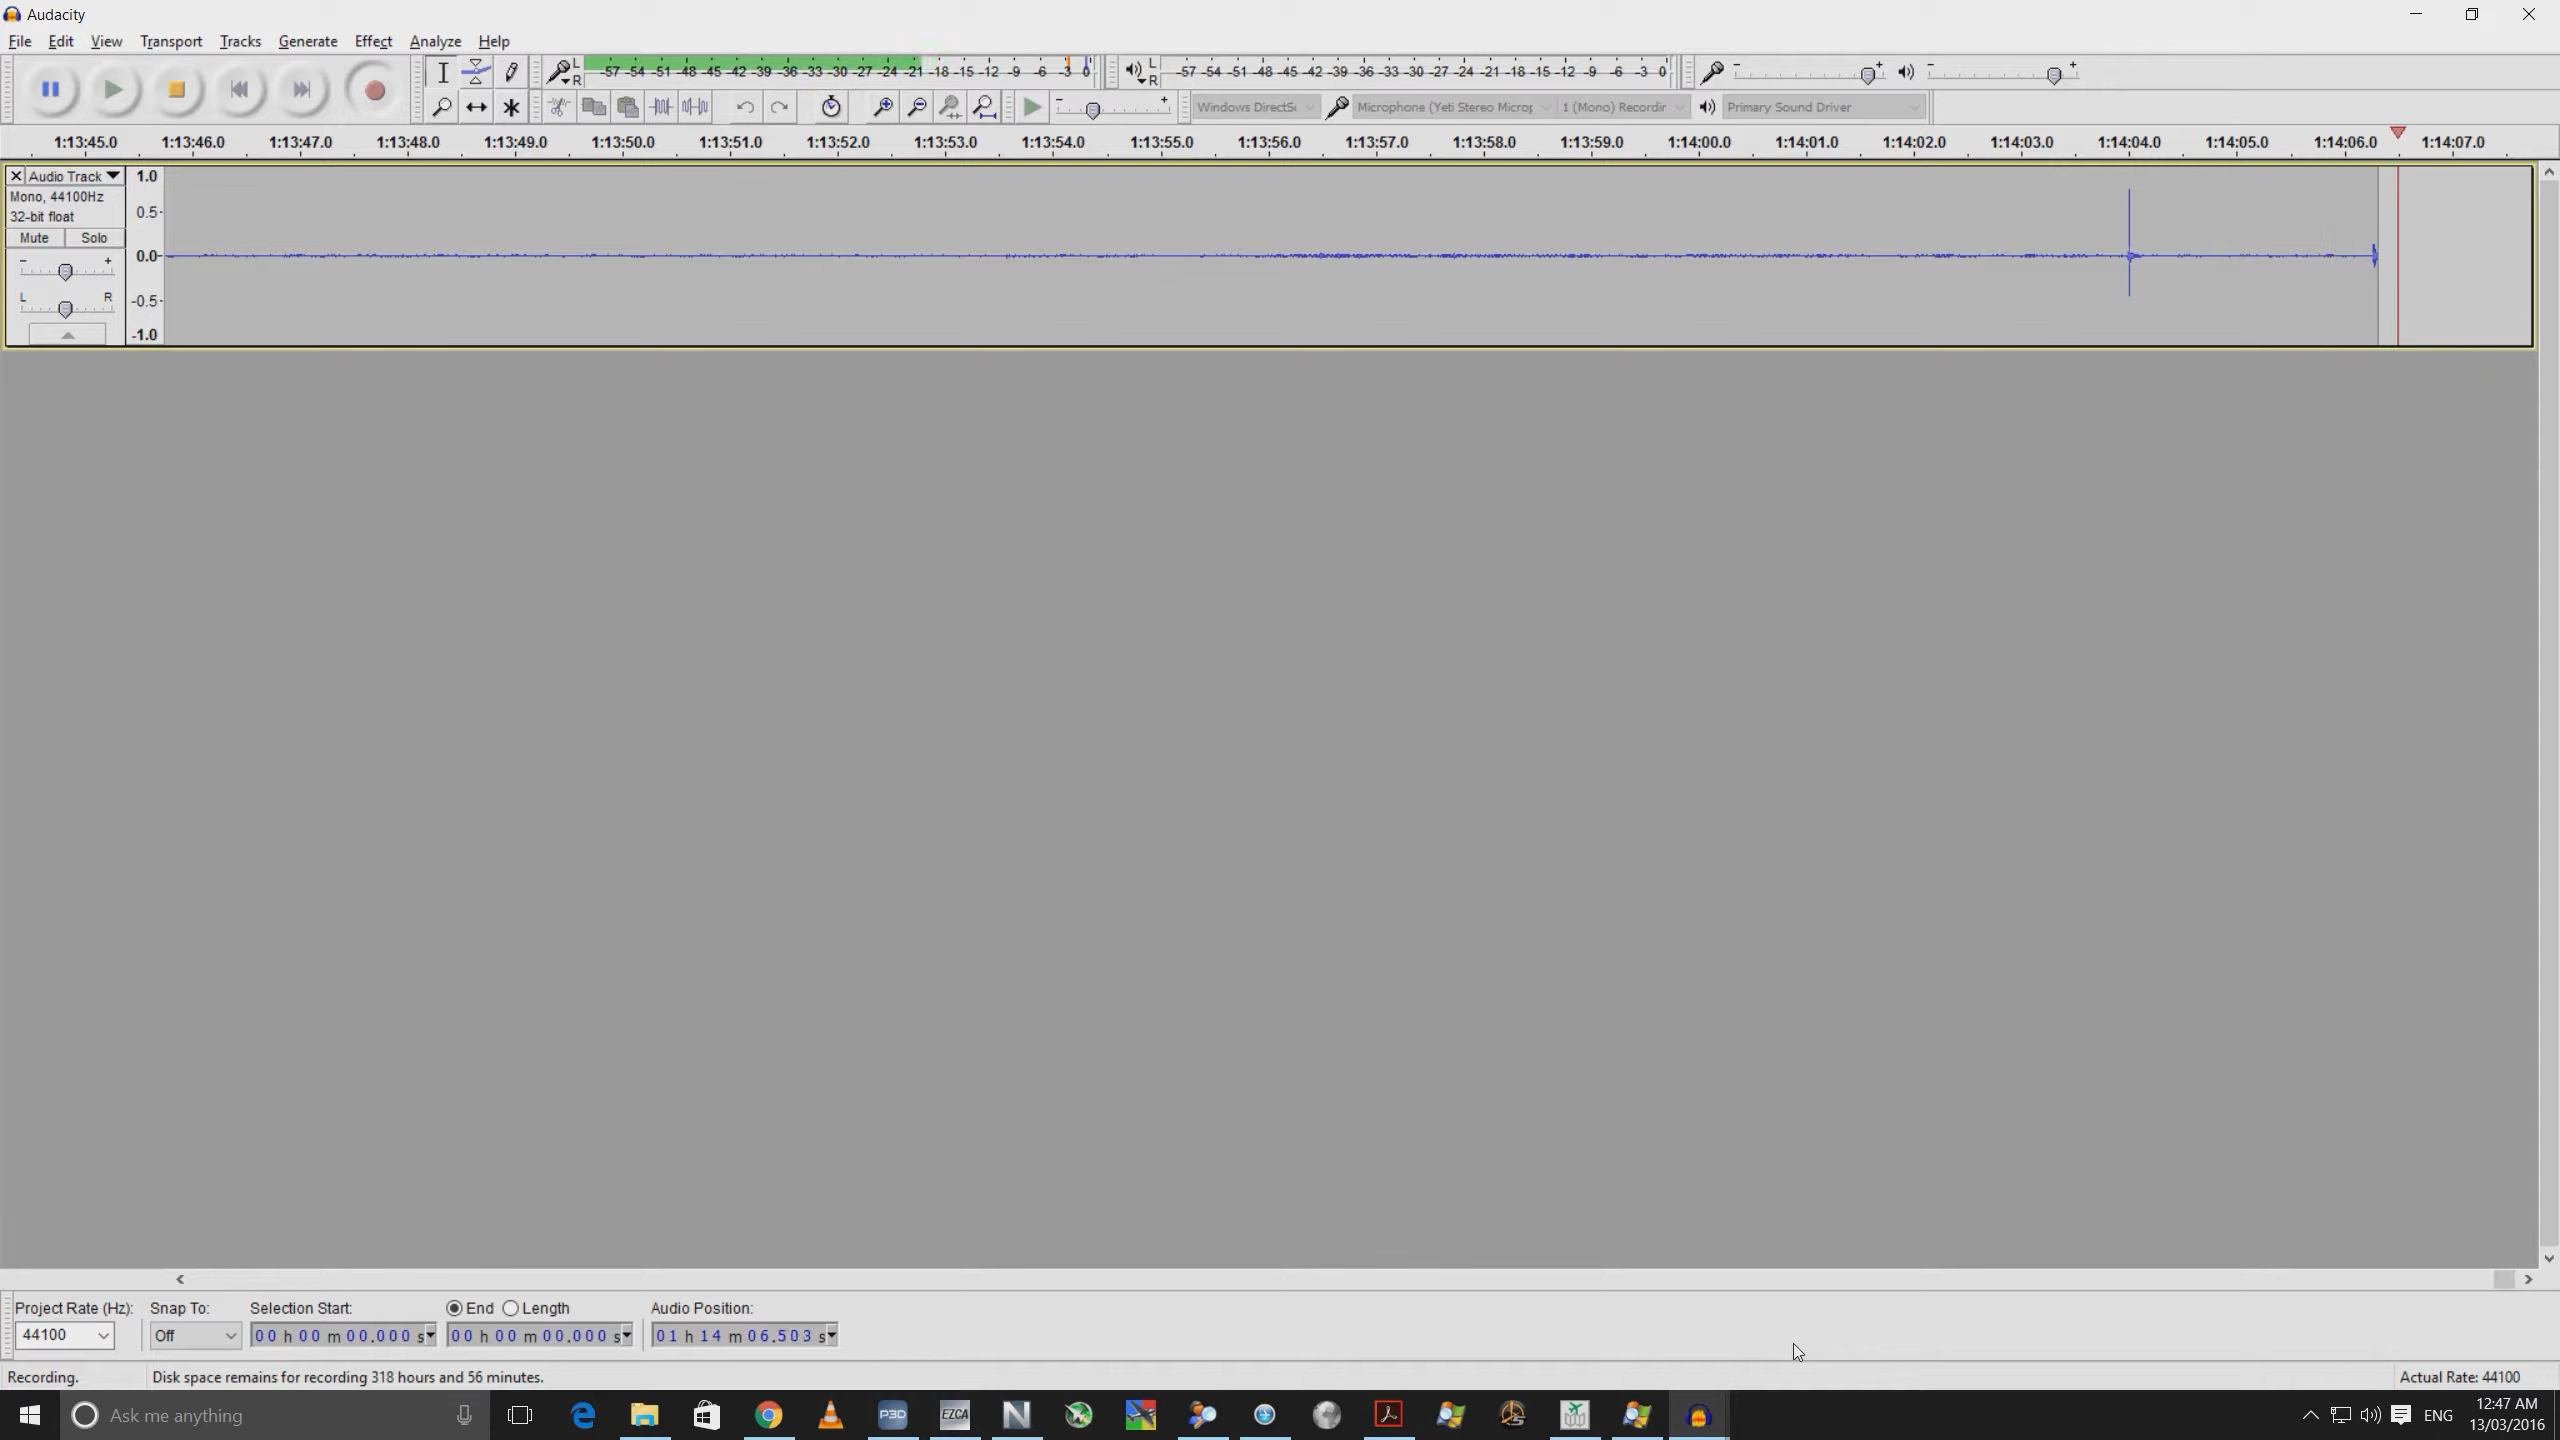 Audacity
File Edit View Transport Tracks Generate Effect Analyze Help
L R -57 -54 -51 -48 -45 -42 -39 -36 -33 -30 -27 -24 -21 -18 -15 -12 -9 -6 -3 0 L R -57 -54 -51 -48 -45 -42 -39 -36 -33 -30 -27 -24 -21 -18 -15 -12 -9 -6 -3 0 - + - +
- + Windows DirectS Microphone (Yeti Stereo Microp 1 (Mono) Recordir Primary Sound Driver
1:13:45.0 1:13:46.0 1:13:47.0 1:13:48.0 1:13:49.0 1:13:50.0 1:13:51.0 1:13:52.0 1:13:53.0 1:13:54.0 1:13:55.0 1:13:56.0 1:13:57.0 1:13:58.0 1:13:59.0 1:14:00.0 1:14:01.0 1:14:02.0 1:14:03.0 1:14:04.0 1:14:05.0 1:14:06.0 1:14:07.0
Audio Track 1.0
Mono, 44100Hz
32-bit float 0.5
Mute Solo
- + 0.0
L R -0.5
-1.0
Project Rate (Hz): Snap To: Selection Start: End Length Audio Position:
44100 Off 00 h 00 m 00.000 s 00 h 00 m 00.000 s 01 h 14 m 06.503 s
Recording. Disk space remains for recording 318 hours and 56 minutes. Actual Rate: 44100
Ask me anything P3D EZCA N ENG 12:47 AM
13/03/2016